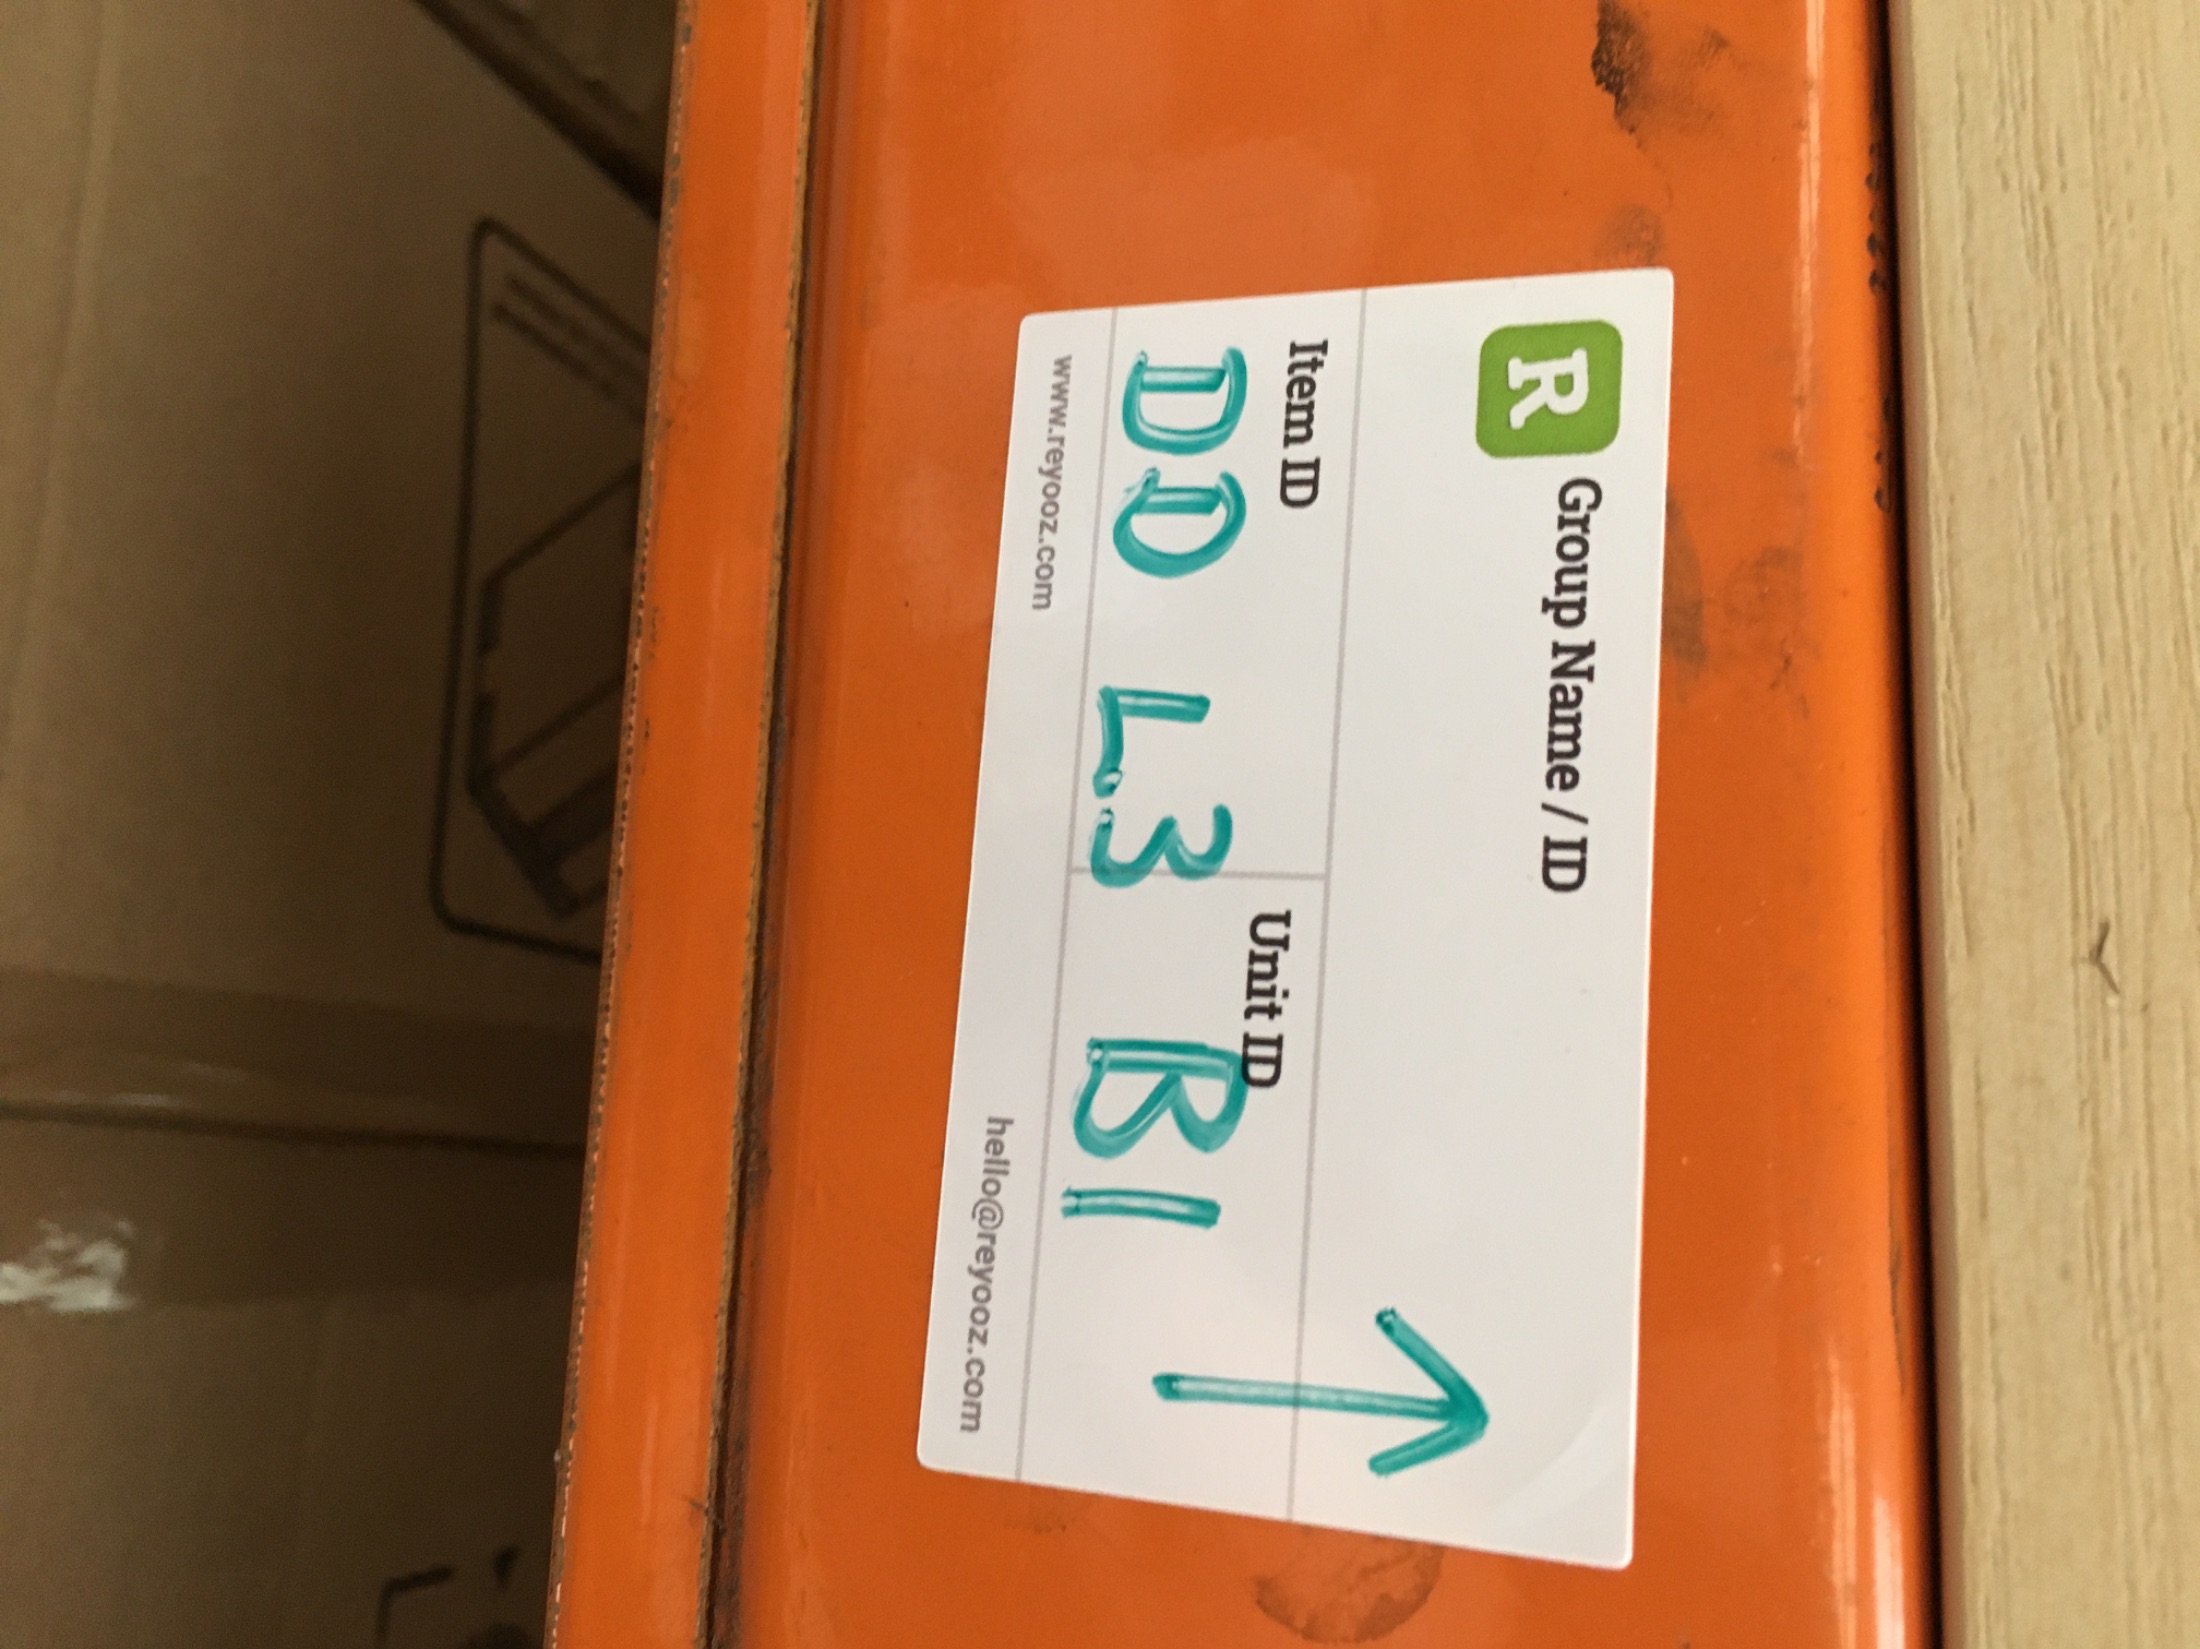 R Group Name / ID
Item ID
Unit ID
DD L3 B1 ↑
www.reyooz.com
hello@reyooz.com